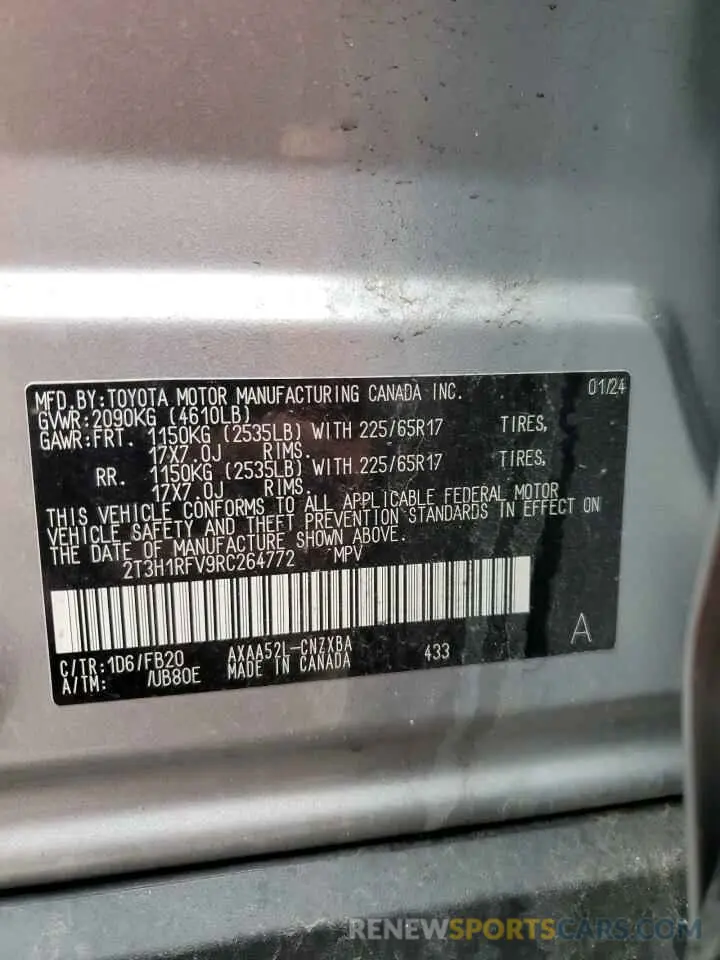 MFD.BY:TOYOTA MOTOR MANUFACTURING CANADA INC. 01/24
GVWR:2090KG (4610LB)
GAWR:FRT. 1150KG (2535LB) WITH 225/65R17 TIRES,
17X7.0J RIMS.
RR. 1150KG (2535LB) WITH 225/65R17 TIRES,
17X7.0J RIMS.
THIS VEHICLE CONFORMS TO ALL APPLICABLE FEDERAL MOTOR
VEHICLE SAFETY AND THEFT PREVENTION STANDARDS IN EFFECT ON
THE DATE OF MANUFACTURE SHOWN ABOVE.
2T3H1RFV9RC264772 MPV
C/TR:1D6/FB20 AXAA52L-CNZXBA 433 A
A/TM: /UB80E MADE IN CANADA
RENEWSPORTSCARS.COM